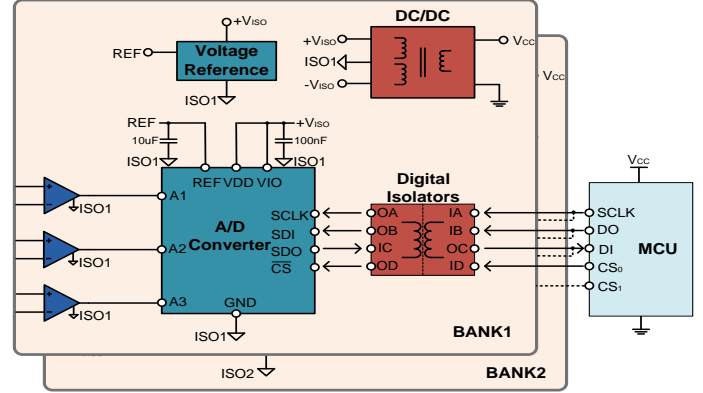 +VISO
DC/DC
REF
Voltage
Reference
ISO1
+VISO
ISO1
-VISO
VCC
VCC
REF
+VISO
10uF
100nF
ISO1
ISO1
REF VDD VIO
A1
A2
A3
A/D
Converter
SCLK
SDI
SDO
CS
GND
ISO1
ISO1
ISO1
ISO1
Digital
Isolators
OA
OB
IC
OD
IA
IB
OC
ID
VCC
SCLK
DO
DI
CS0
CS1
MCU
BANK1
ISO2
BANK2